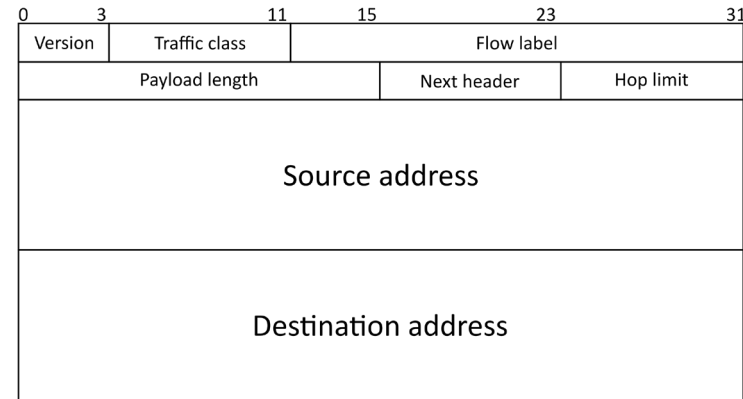 0 3 11 15 23 31
Version Traffic class Flow label
Payload length Next header Hop limit
Source address
Destination address